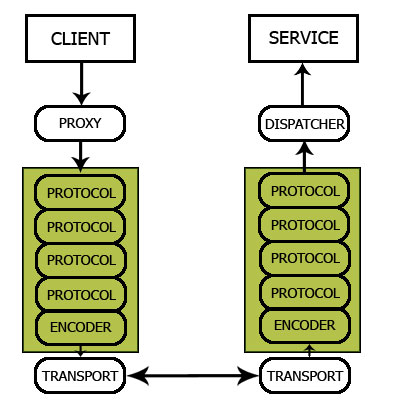 CLIENT
PROXY
PROTOCOL
PROTOCOL
PROTOCOL
PROTOCOL
ENCODER
TRANSPORT
SERVICE
DISPATCHER
PROTOCOL
PROTOCOL
PROTOCOL
PROTOCOL
ENCODER
TRANSPORT